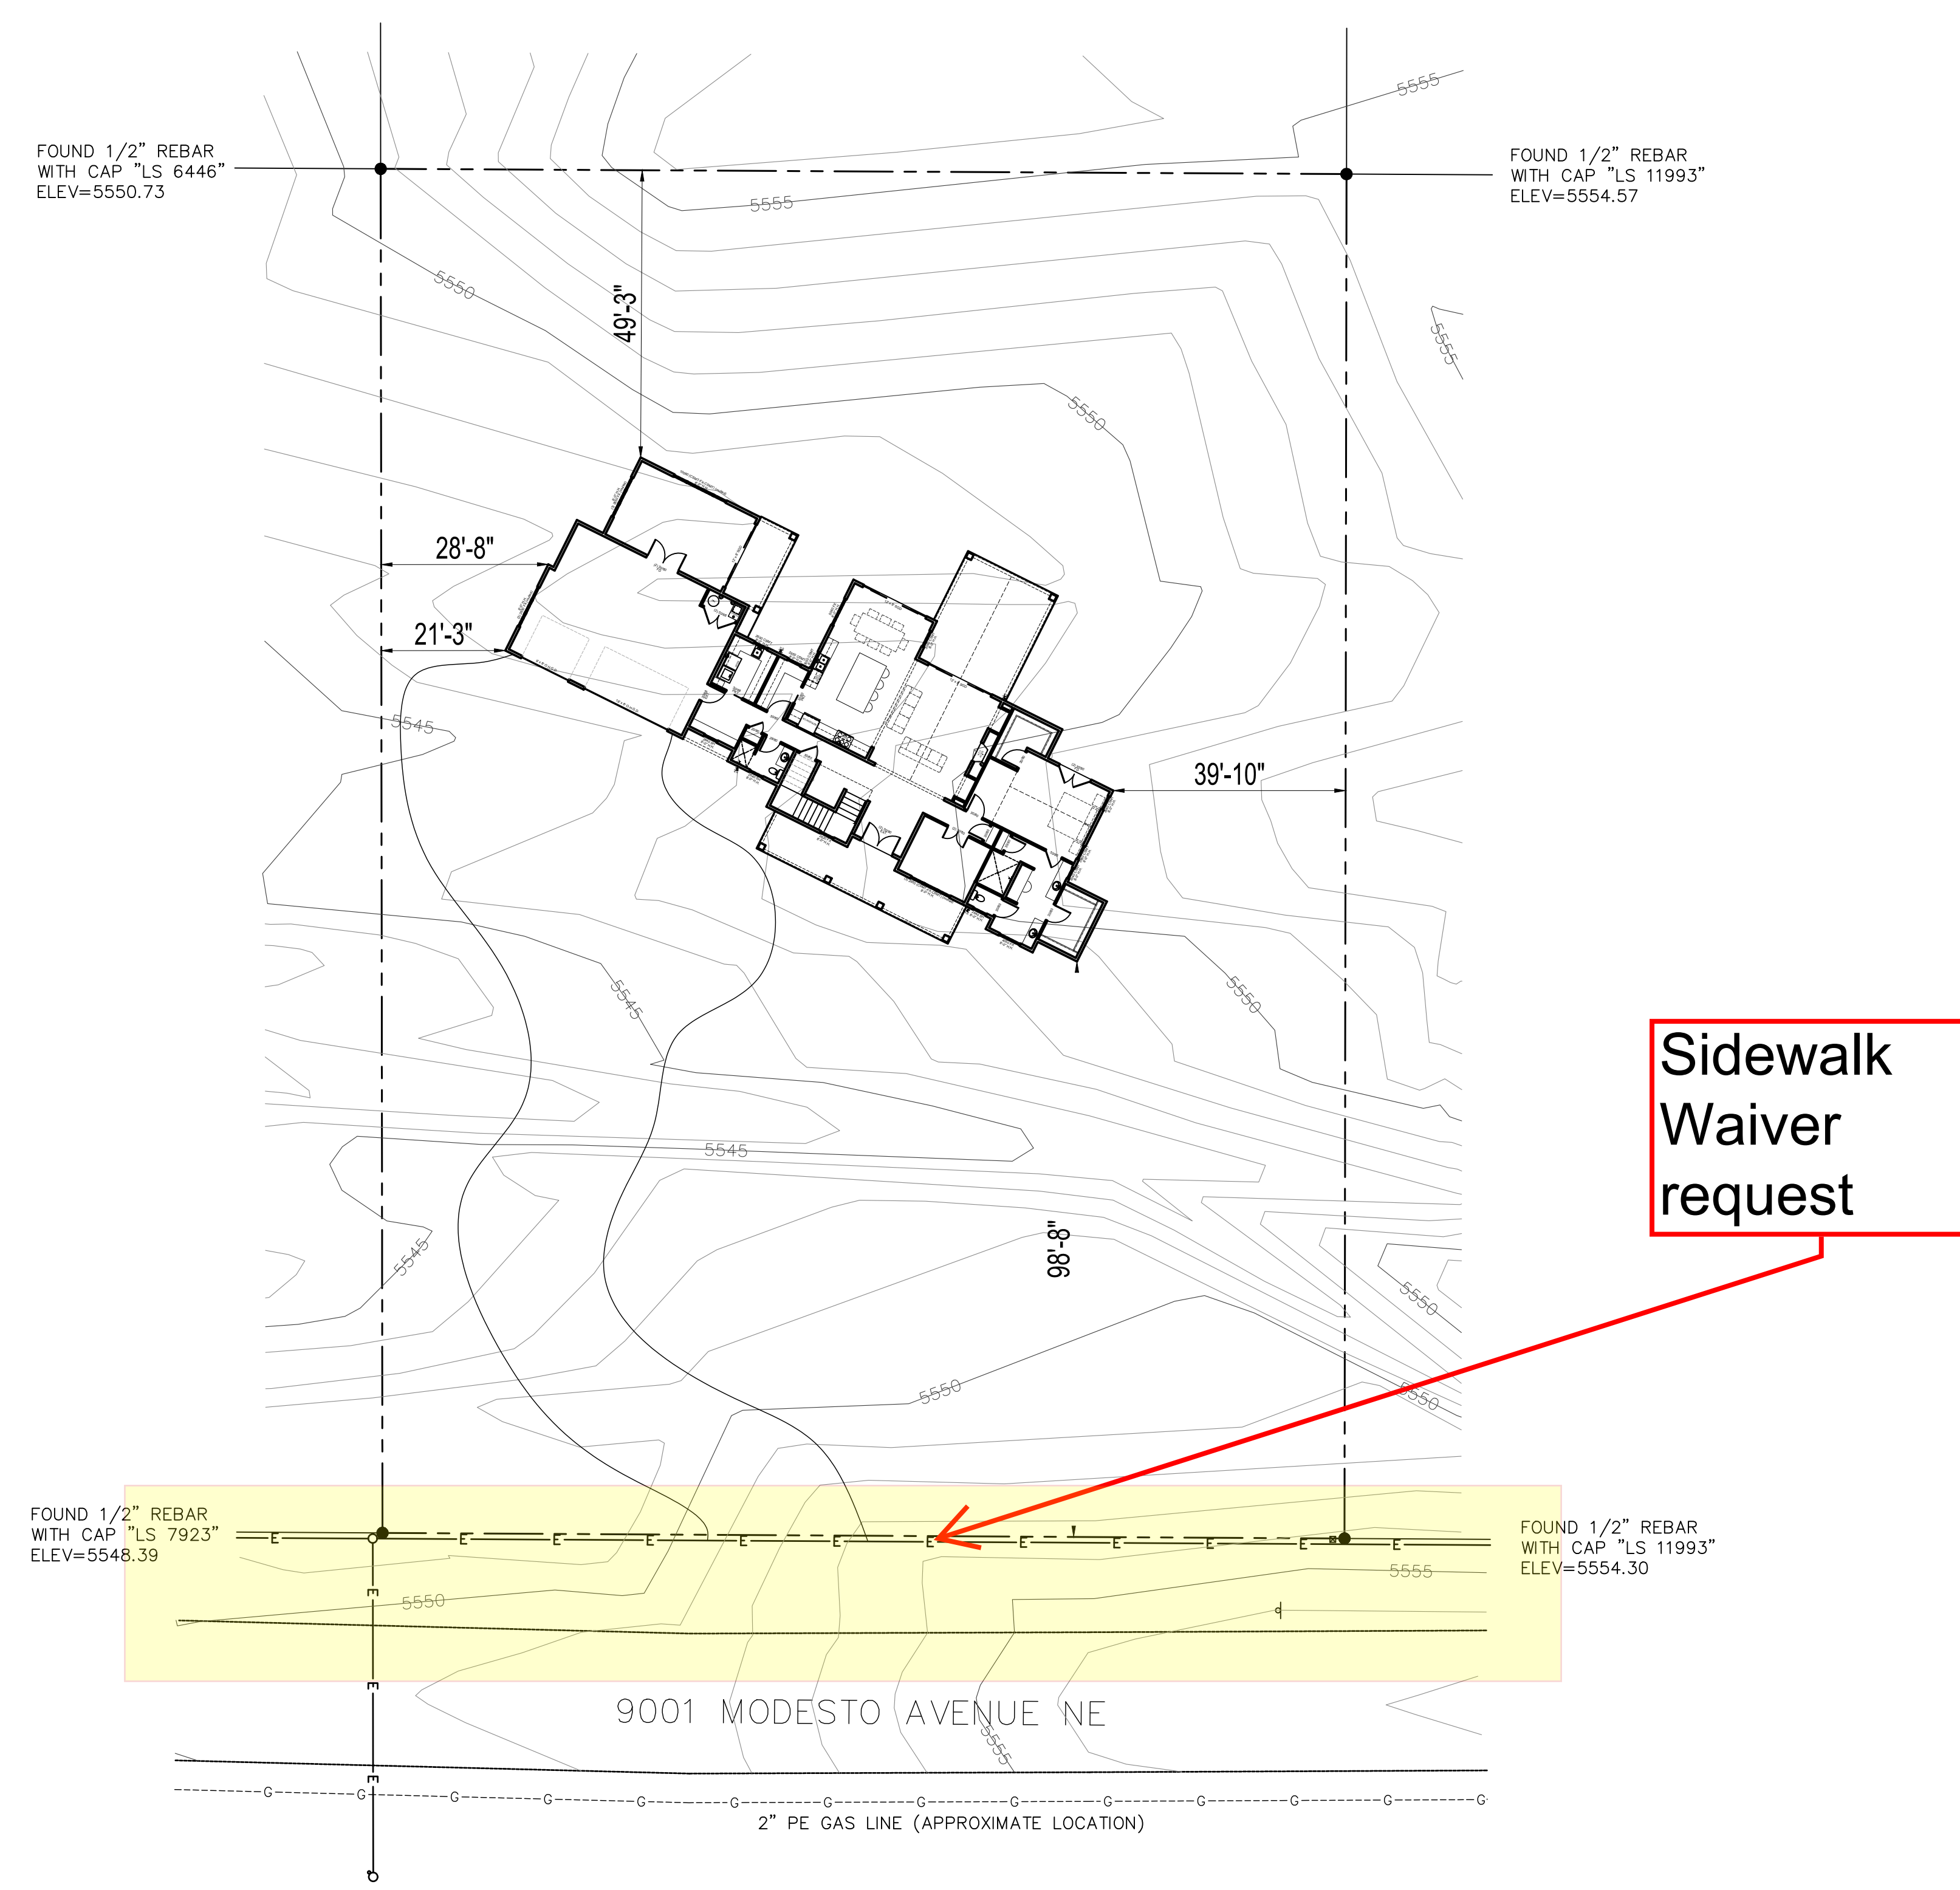 5555
FOUND 1/2" REBAR
WITH CAP "LS 6446"
ELEV=5550.73
FOUND 1/2" REBAR
WITH CAP "LS 11993"
ELEV=5554.57
5555
5550
49'-3"
5555
5550
28'-8"
21'-3"
5545
39'-10"
5545
5550
Sidewalk
Waiver
request
5545
98'-8"
5545
5550
5550
5550
FOUND 1/2" REBAR
WITH CAP "LS 7923"
ELEV=5548.39
E E E E E E E E E E E E E
FOUND 1/2" REBAR
WITH CAP "LS 11993"
ELEV=5554.30
5555
E
5550
E
9001 MODESTO AVENUE NE
5555
E
G G G G G G G G G G G G G G
2" PE GAS LINE (APPROXIMATE LOCATION)